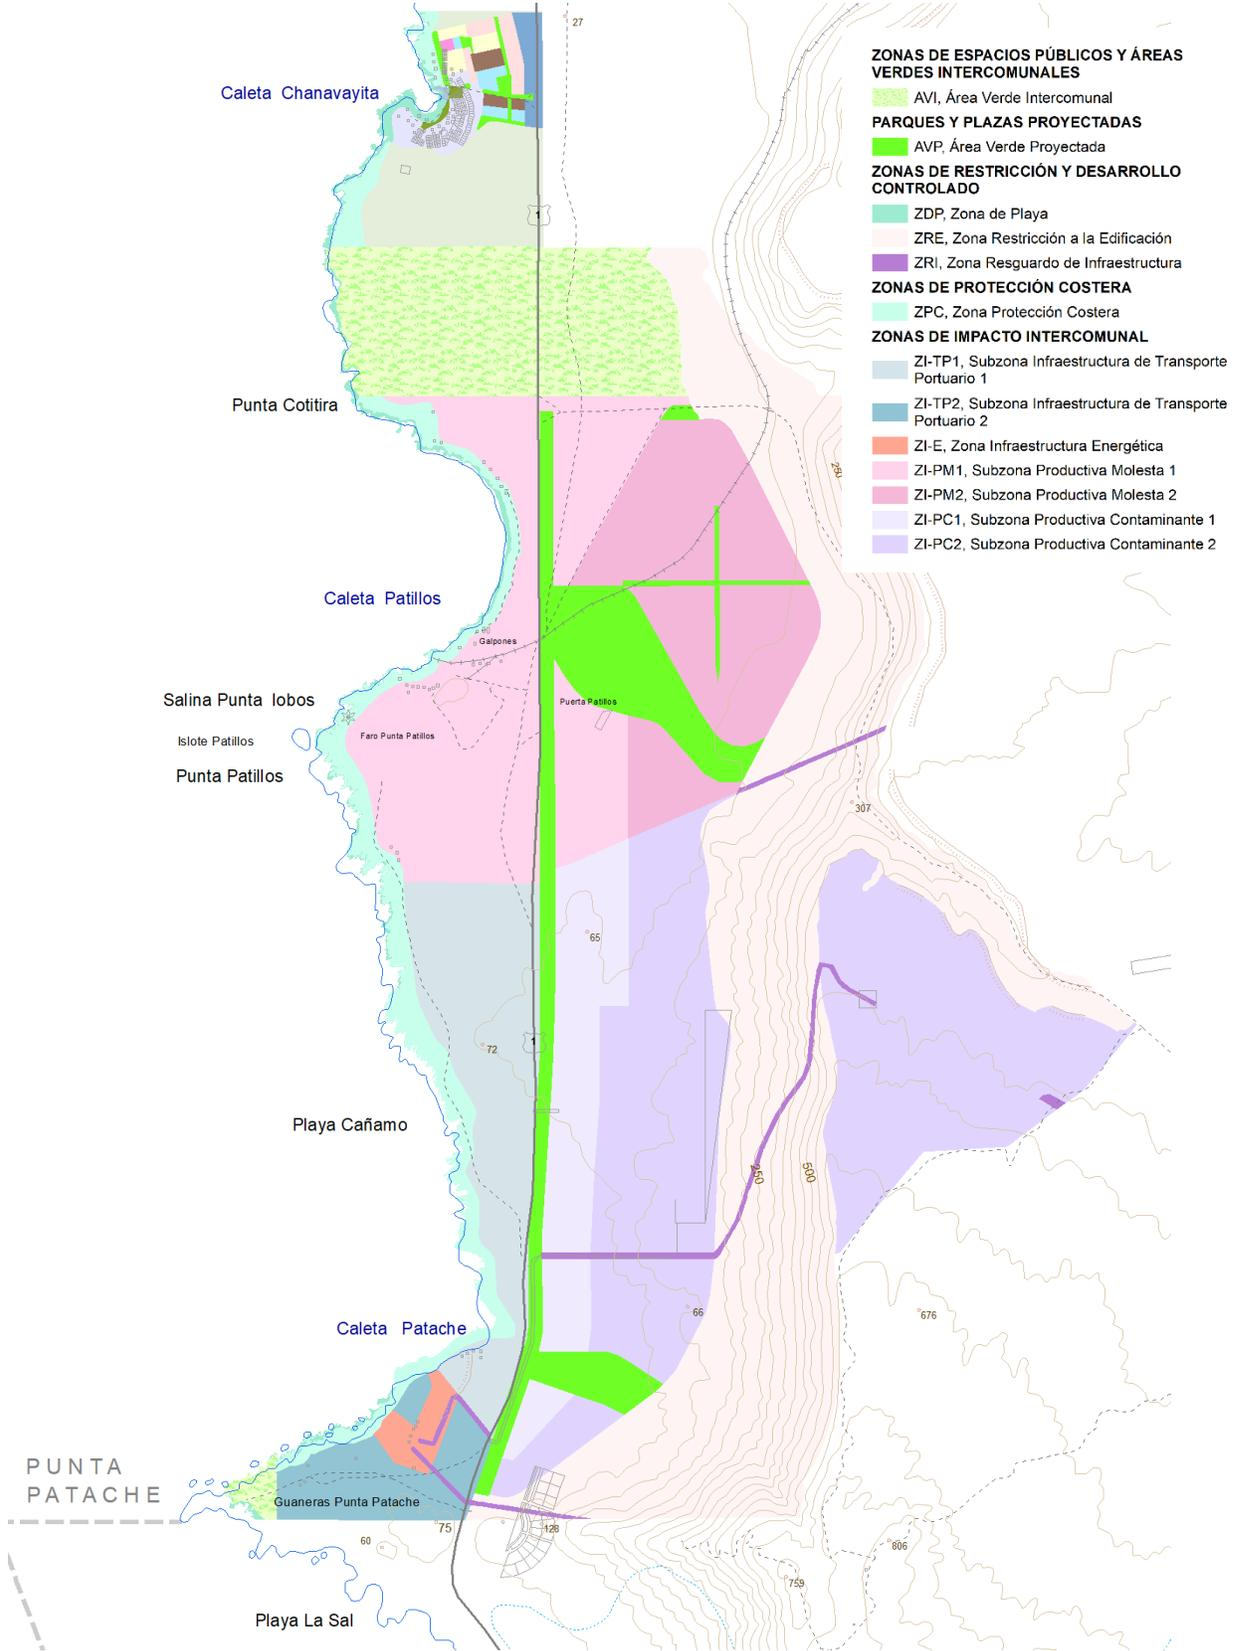 27
ZONAS DE ESPACIOS PÚBLICOS Y ÁREAS
VERDES INTERCOMUNALES
AVI, Área Verde Intercomunal
PARQUES Y PLAZAS PROYECTADAS
AVP, Área Verde Proyectada
ZONAS DE RESTRICCIÓN Y DESARROLLO
CONTROLADO
ZDP, Zona de Playa
ZRE, Zona Restricción a la Edificación
ZRI, Zona Resguardo de Infraestructura
ZONAS DE PROTECCIÓN COSTERA
ZPC, Zona Protección Costera
ZONAS DE IMPACTO INTERCOMUNAL
ZI-TP1, Subzona Infraestructura de Transporte
Portuario 1
ZI-TP2, Subzona Infraestructura de Transporte
Portuario 2
ZI-E, Zona Infraestructura Energética
ZI-PM1, Subzona Productiva Molesta 1
ZI-PM2, Subzona Productiva Molesta 2
ZI-PC1, Subzona Productiva Contaminante 1
ZI-PC2, Subzona Productiva Contaminante 2
Caleta Chanavayita
1
Punta Cotitira
250
Caleta Patillos
Galpones
Salina Punta lobos
Puerta Patillos
Islote Patillos
Faro Punta Patillos
Punta Patillos
307
65
1
72
Playa Cañamo
250
500
66
676
Caleta Patache
PUNTA
PATACHE
Guaneras Punta Patache
75
128
60
806
759
Playa La Sal